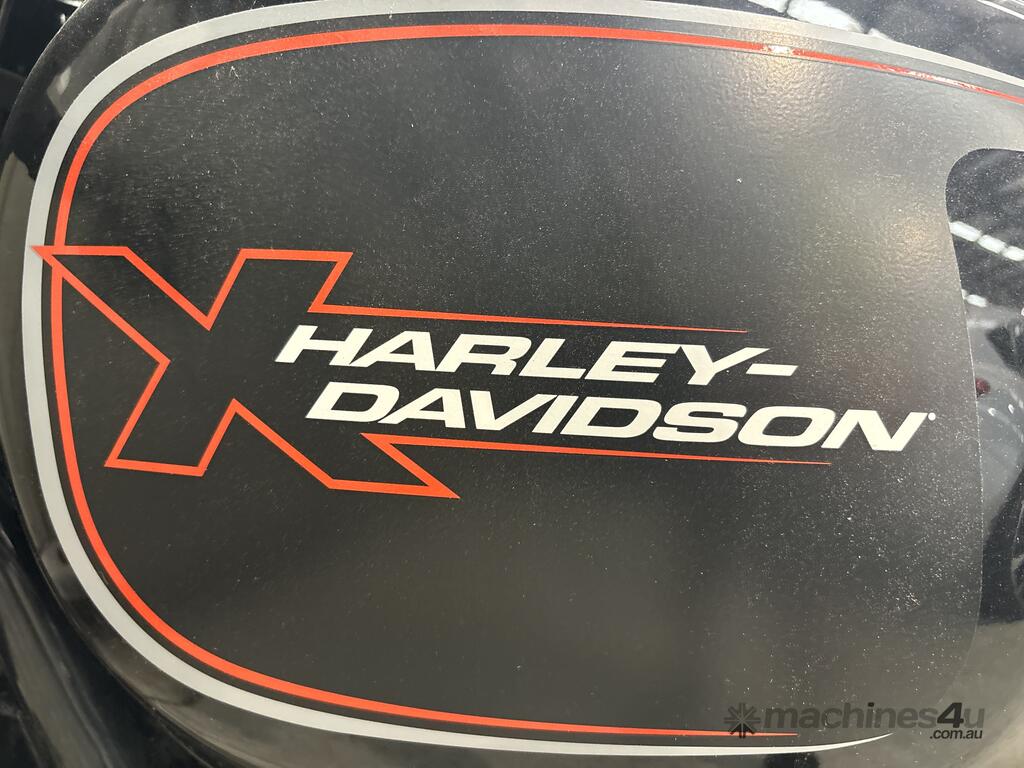 X HARLEY-
DAVIDSON
machines4u
.com.au